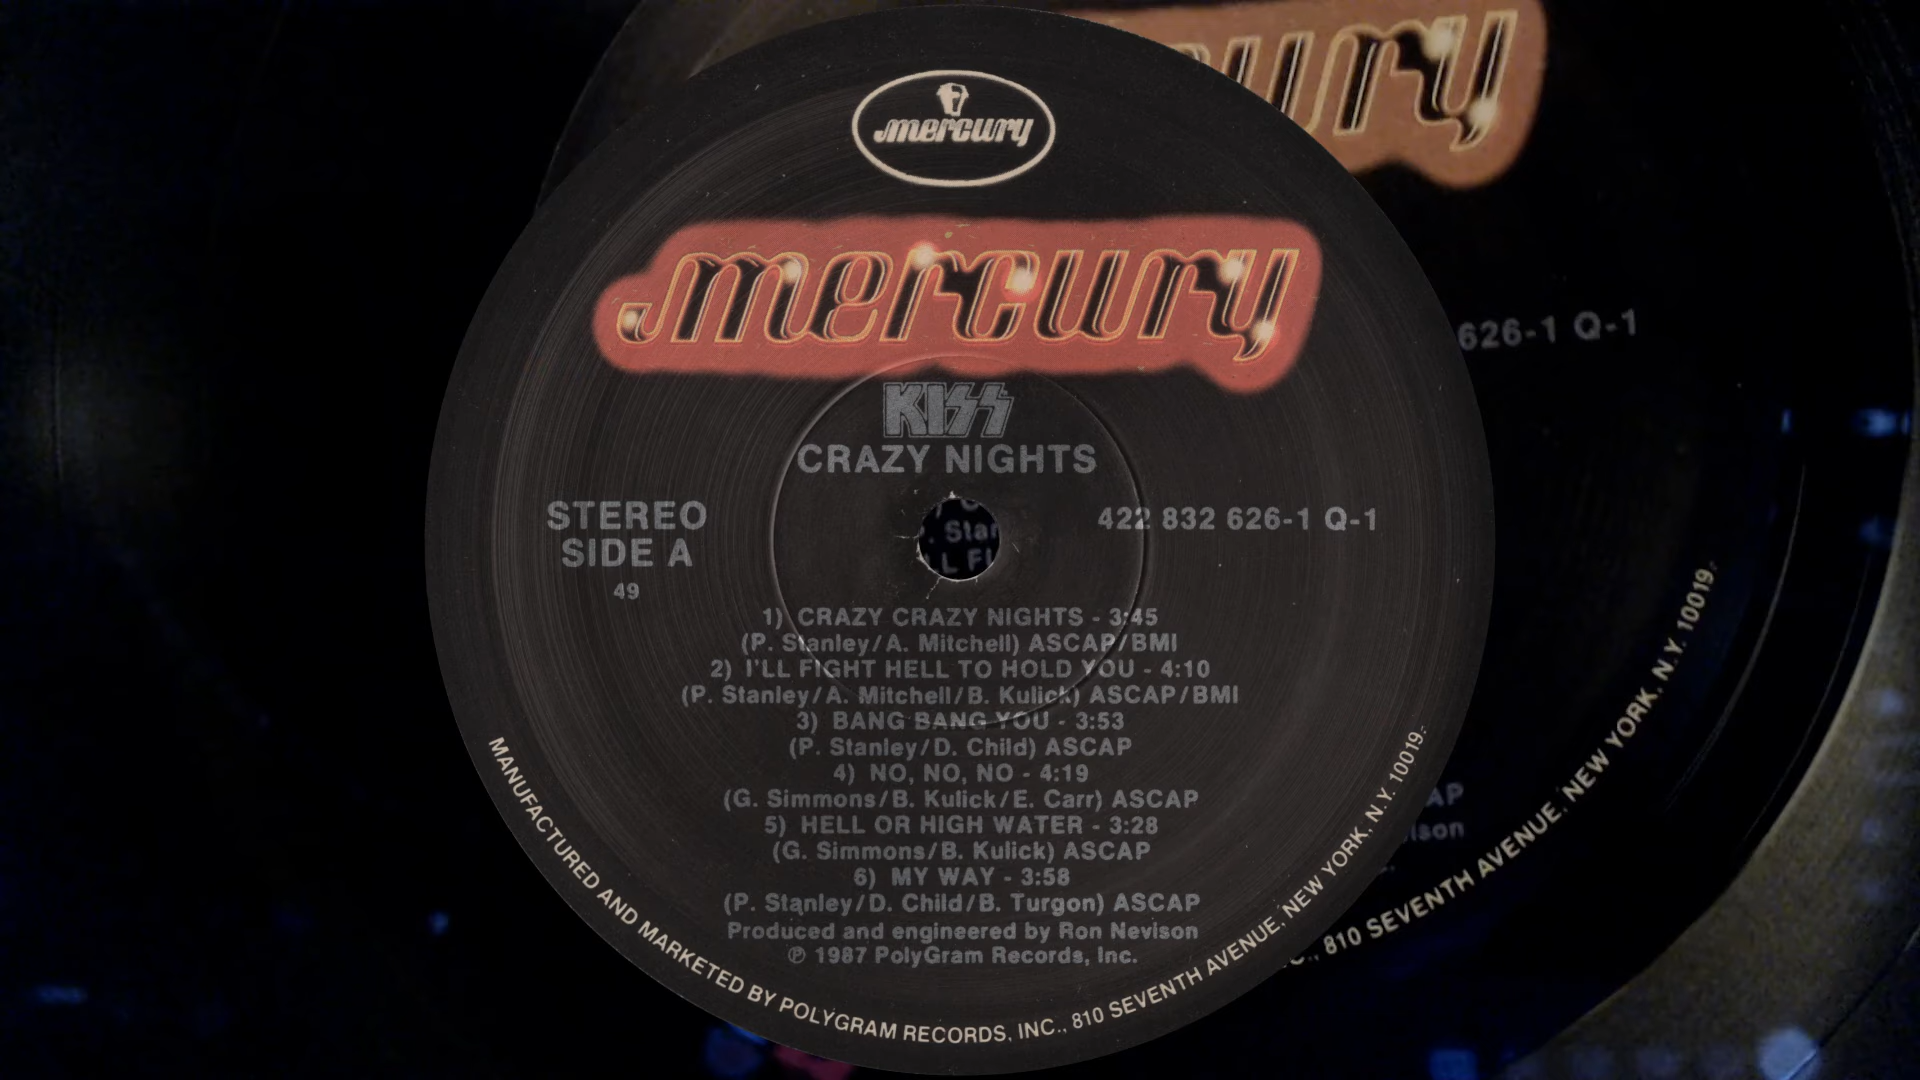 mercury
mercury
KISS
CRAZY NIGHTS
STEREO
SIDE A
49
422 832 626-1 Q-1
1) CRAZY CRAZY NIGHTS - 3:45
(P. Stanley/A. Mitchell) ASCAP/BMI
2) I'LL FIGHT HELL TO HOLD YOU - 4:10
(P. Stanley/A. Mitchell/B. Kulick) ASCAP/BMI
3) BANG BANG YOU - 3:53
(P. Stanley/D. Child) ASCAP
4) NO, NO, NO - 4:19
(G. Simmons/B. Kulick/E. Carr) ASCAP
5) HELL OR HIGH WATER - 3:28
(G. Simmons/B. Kulick) ASCAP
6) MY WAY - 3:58
(P. Stanley/D. Child/B. Turgon) ASCAP
Produced and engineered by Ron Nevison
℗ 1987 PolyGram Records, Inc.
MANUFACTURED AND MARKETED BY POLYGRAM RECORDS, INC., 810 SEVENTH AVENUE, NEW YORK, N.Y. 10019.
ury
626-1 Q-1
810 SEVENTH AVENUE, NEW YORK, N.Y. 10019.